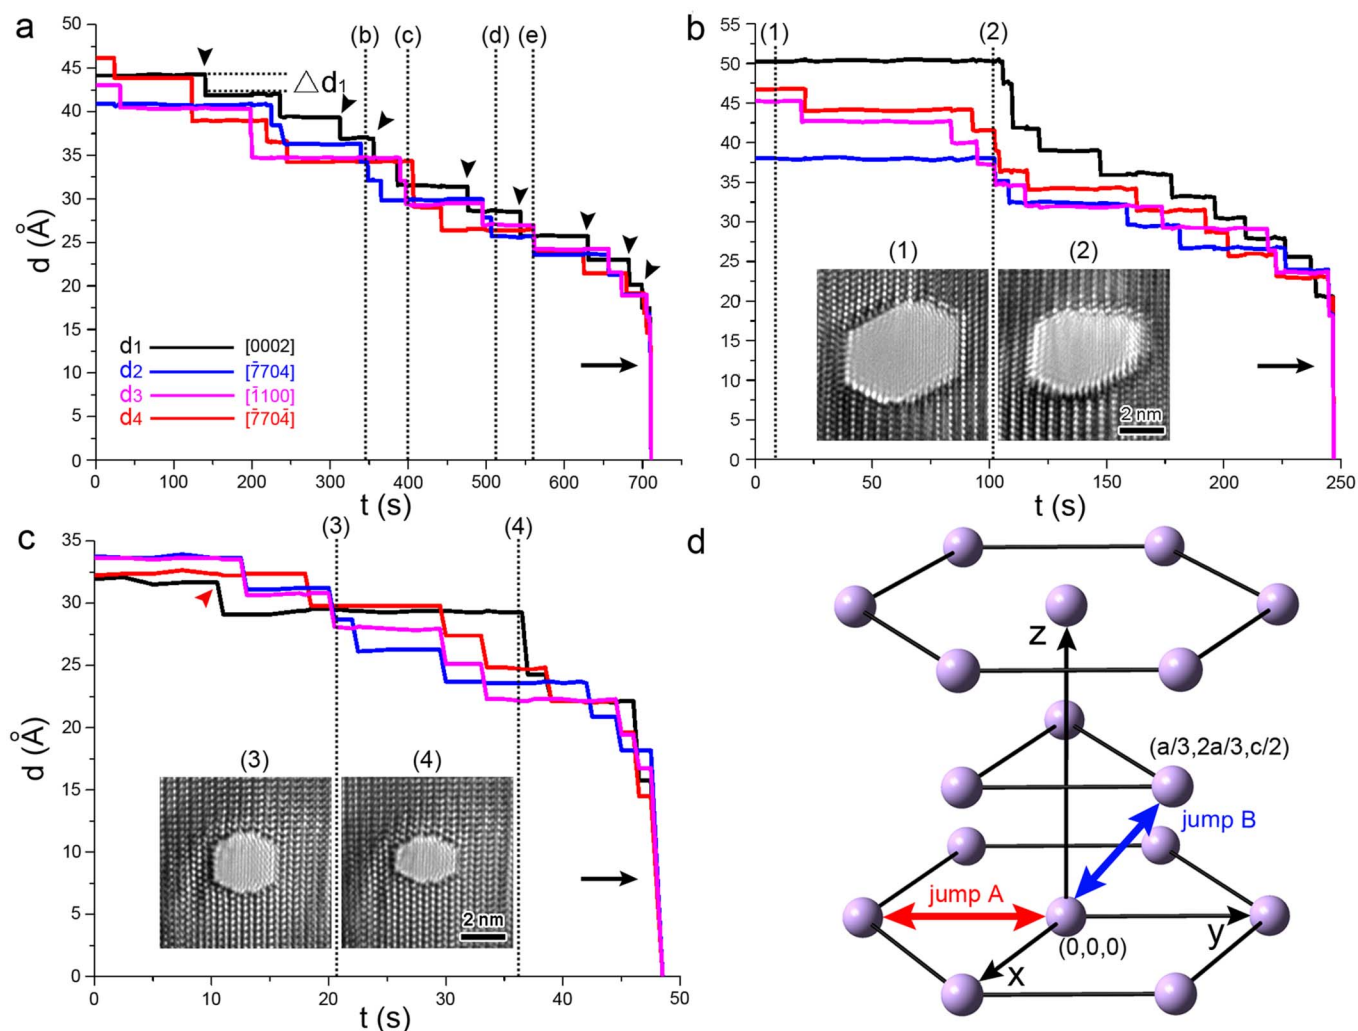 a
d (Å)
50
45
40
35
30
25
20
15
10
5
0
(b) (c) (d) (e)
△d1
d1 [0002]
d2 [7̄704]
d3 [1̄100]
d4 [7̄704̄]
0 100 200 300 400 500 600 700
t (s)
b
d (Å)
55
50
45
40
35
30
25
20
15
10
5
0
(1) (2)
(1) (2)
2 nm
0 50 100 150 200 250
t (s)
c
d (Å)
35
30
25
20
15
10
5
0
(3) (4)
(3) (4)
2 nm
0 10 20 30 40 50
t (s)
d
z
(a/3,2a/3,c/2)
jump B
jump A
(0,0,0)
y
x